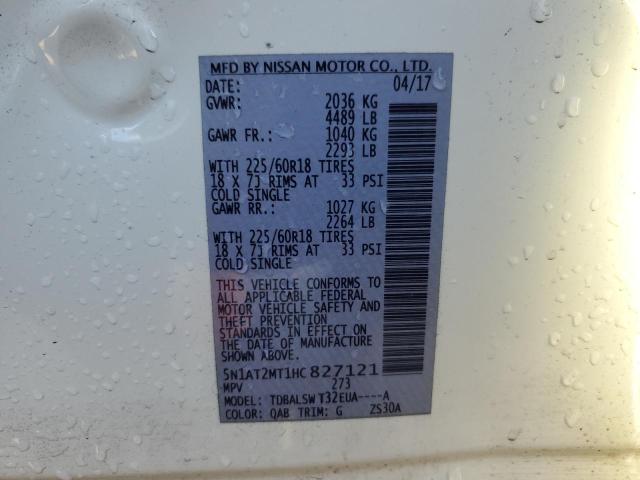 MFD BY NISSAN MOTOR CO., LTD.
DATE: 04/17
GVWR: 2036 KG
4489 LB
GAWR FR.: 1040 KG
2293 LB
WITH 225/60R18 TIRES
18 X 7J RIMS AT 33 PSI
COLD SINGLE
GAWR RR.: 1027 KG
2264 LB
WITH 225/60R18 TIRES
18 X 7J RIMS AT 33 PSI
COLD SINGLE
THIS VEHICLE CONFORMS TO
ALL APPLICABLE FEDERAL
MOTOR VEHICLE SAFETY AND
THEFT PREVENTION
STANDARDS IN EFFECT ON
THE DATE OF MANUFACTURE
SHOWN ABOVE.
5N1AT2MT1HC827121
MPV 273
MODEL: TDBALSW T32EUA----A
COLOR: QAB TRIM: G ZS30A